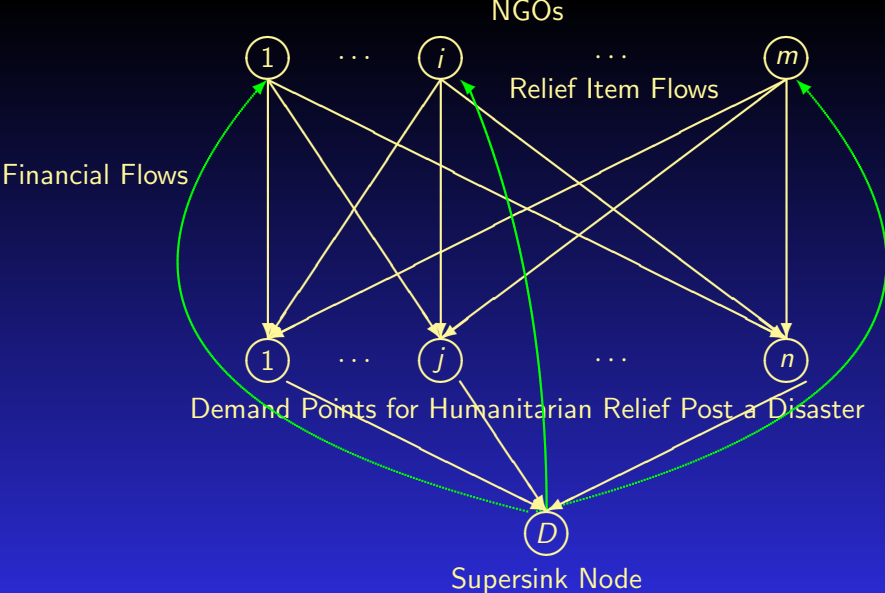 NGOs
1 ··· i ··· m
Relief Item Flows
Financial Flows
1 ··· j ··· n
Demand Points for Humanitarian Relief Post a Disaster
D
Supersink Node